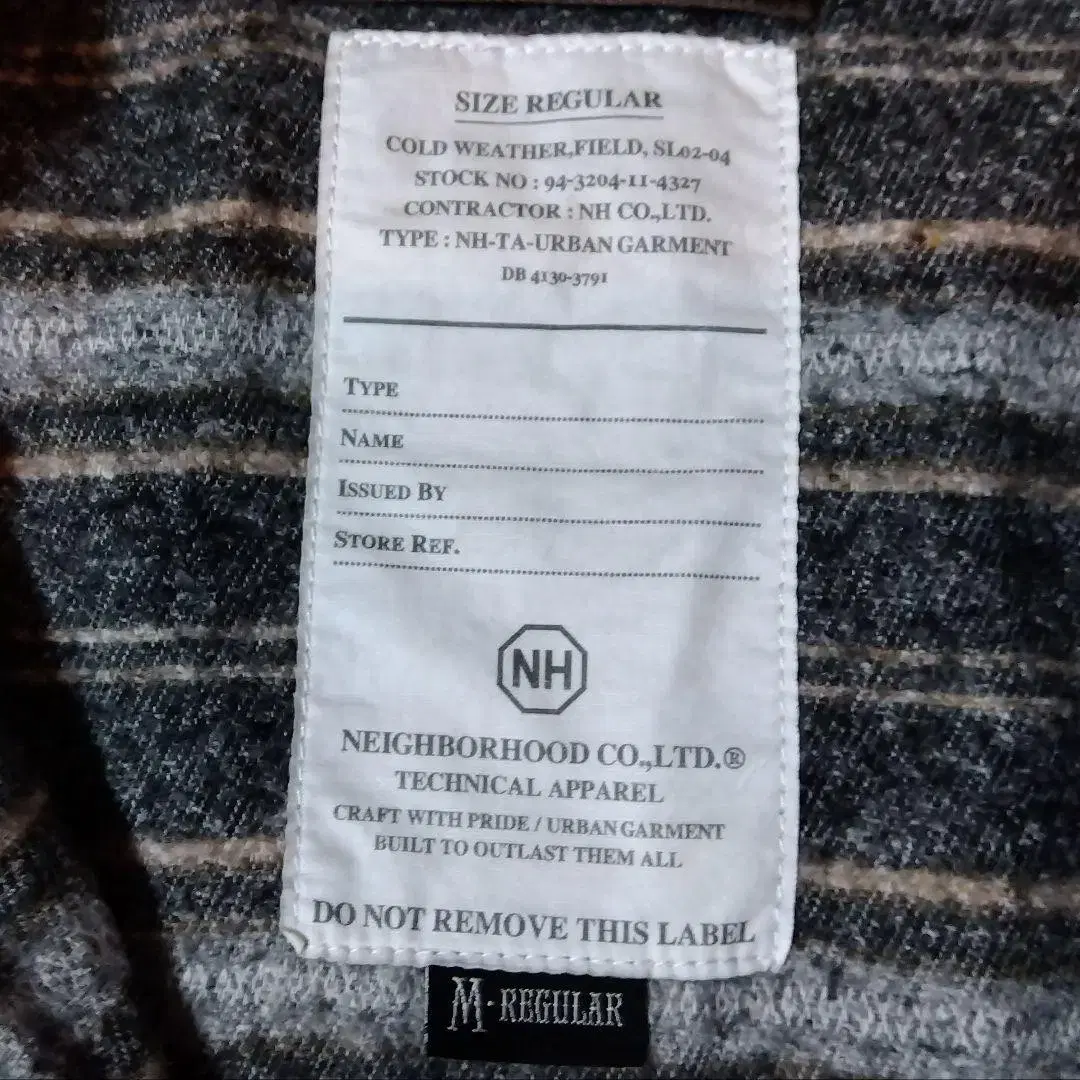 SIZE REGULAR
COLD WEATHER,FIELD, SL02-04
STOCK NO : 94-3204-11-4327
CONTRACTOR : NH CO.,LTD.
TYPE : NH-TA-URBAN GARMENT
DB 4130-3791
TYPE
NAME
ISSUED BY
STORE REF.
NH
NEIGHBORHOOD CO.,LTD.®
TECHNICAL APPAREL
CRAFT WITH PRIDE / URBAN GARMENT
BUILT TO OUTLAST THEM ALL
DO NOT REMOVE THIS LABEL
M·REGULAR